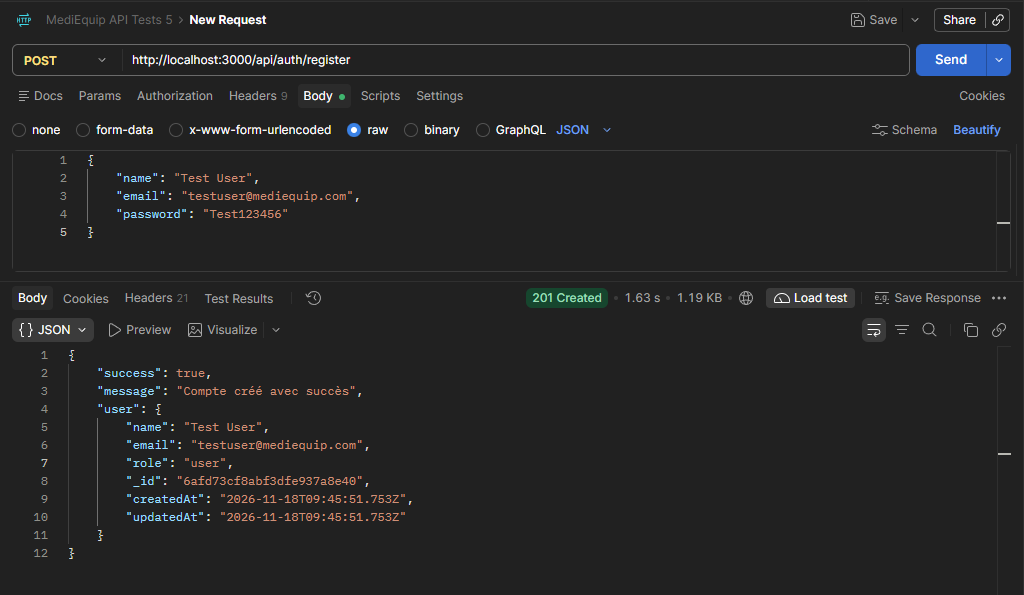 HTTP MediEquip API Tests 5 > New Request Save Share
POST http://localhost:3000/api/auth/register Send
Docs Params Authorization Headers 9 Body Scripts Settings Cookies
none form-data x-www-form-urlencoded raw binary GraphQL JSON Schema Beautify
1 {
2 "name": "Test User",
3 "email": "testuser@mediequip.com",
4 "password": "Test123456"
5 }
Body Cookies Headers 21 Test Results 201 Created 1.63 s 1.19 KB Load test e.g. Save Response
{} JSON Preview Visualize
1 {
2 "success": true,
3 "message": "Compte créé avec succès",
4 "user": {
5 "name": "Test User",
6 "email": "testuser@mediequip.com",
7 "role": "user",
8 "_id": "6afd73cf8abf3dfe937a8e40",
9 "createdAt": "2026-11-18T09:45:51.753Z",
10 "updatedAt": "2026-11-18T09:45:51.753Z"
11 }
12 }